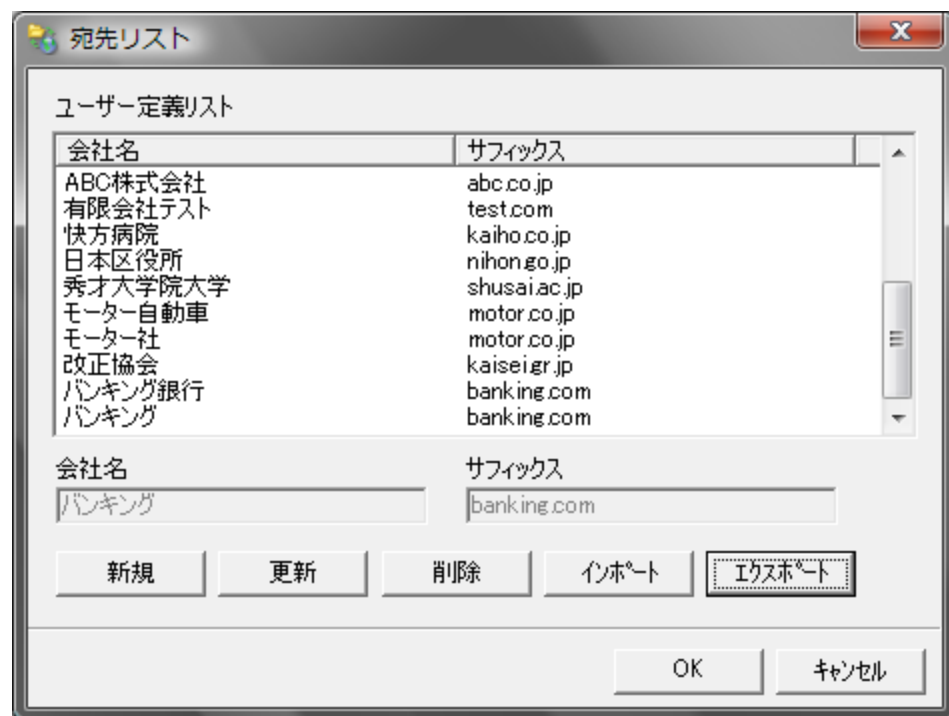 宛先リスト
ユーザー定義リスト
会社名 サフィックス
ABC株式会社 abc.co.jp
有限会社テスト test.com
快方病院 kaiho.co.jp
日本区役所 nihon.go.jp
秀才大学院大学 shusai.ac.jp
モーター自動車 motor.co.jp
モーター社 motor.co.jp
改正協会 kaisei.gr.jp
バンキング銀行 banking.com
バンキング banking.com
会社名 サフィックス
バンキング banking.com
新規 更新 削除 インポート エクスポート
OK キャンセル